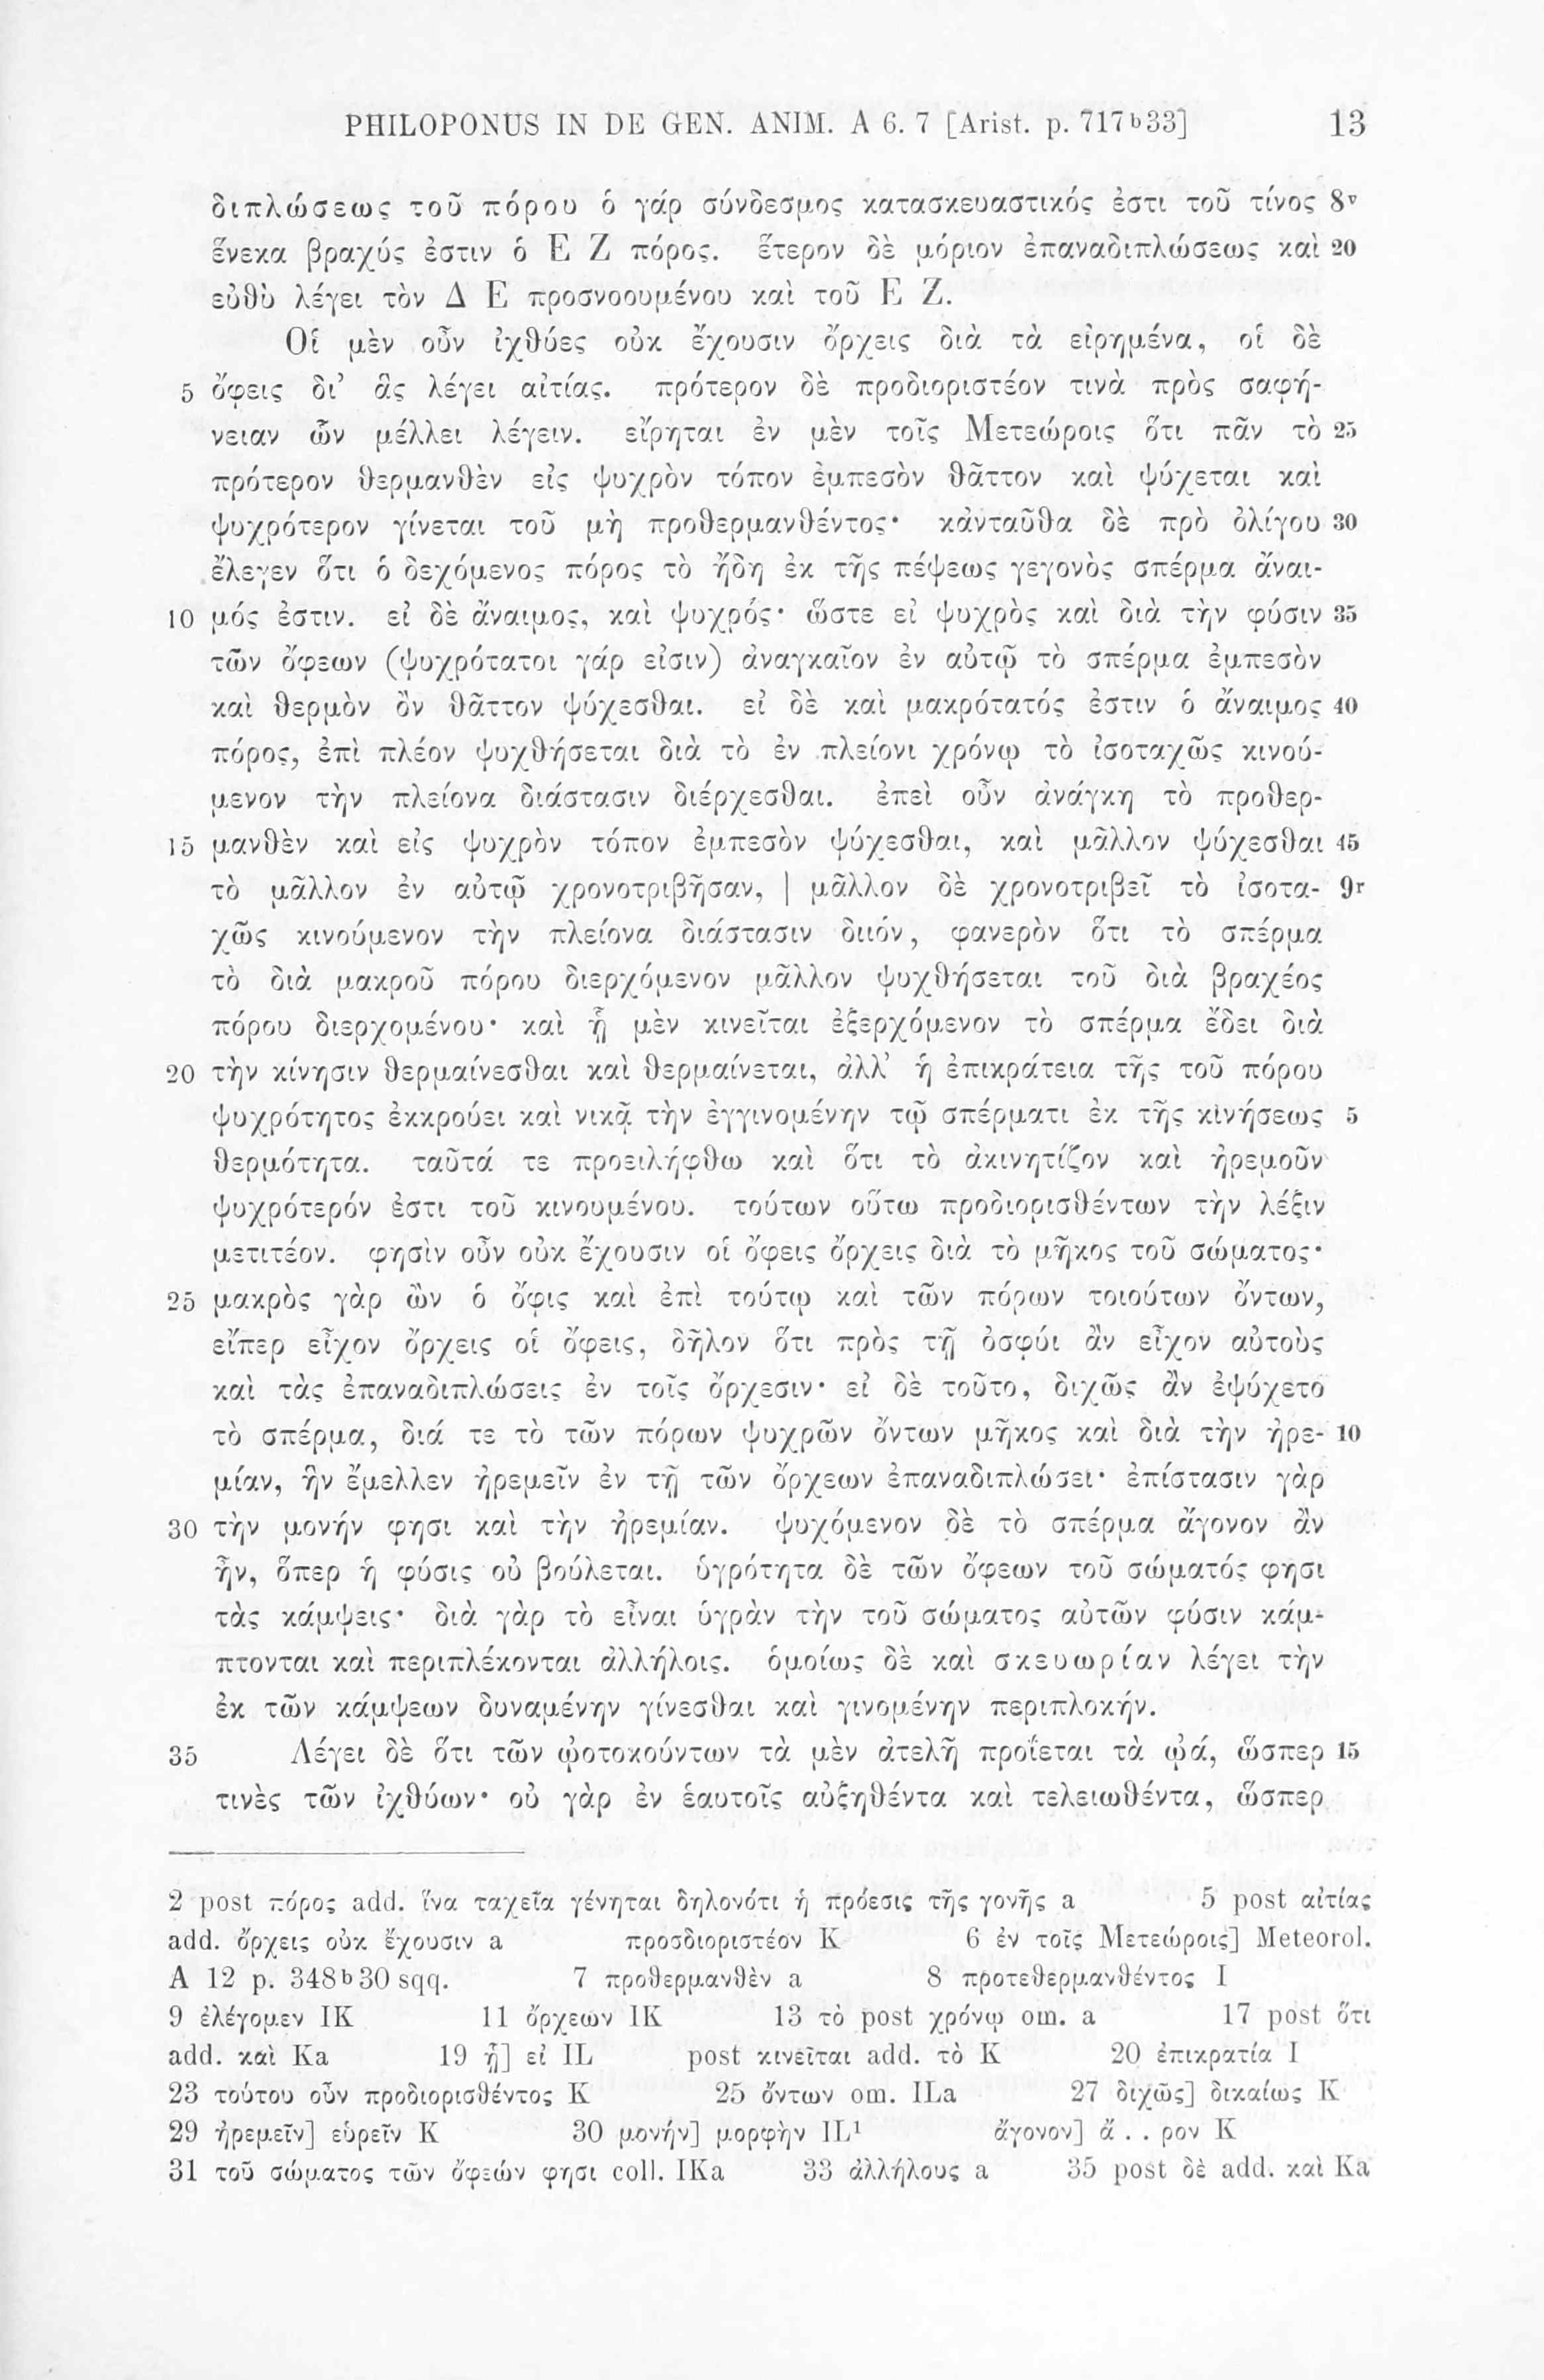 PHILOPONUS IN DE GEN. ANIM. A 6. 7 [Arist. p. 717ᵇ33] 13
διπλώσεως τοῦ πόρου ὁ γάρ σύνδεσμος κατασκευαστικός ἐστι τοῦ τίνος 8ᵛ
ἕνεκα βραχύς ἐστιν ὁ Ε Ζ πόρος. ἕτερον δὲ μόριον ἐπαναδιπλώσεως καὶ 20
εὐθὺ λέγει τὸν Δ Ε προσνοουμένου καὶ τοῦ Ε Ζ.
Οἱ μὲν οὖν ἰχθύες οὐκ ἔχουσιν ὄρχεις διὰ τὰ εἰρημένα, οἱ δὲ
5 ὄφεις δι’ ἃς λέγει αἰτίας. πρότερον δὲ προδιοριστέον τινὰ πρὸς σαφή-
νειαν ὧν μέλλει λέγειν. εἴρηται ἐν μὲν τοῖς Μετεώροις ὅτι πᾶν τὸ 25
πρότερον θερμανθὲν εἰς ψυχρὸν τόπον ἐμπεσὸν θᾶττον καὶ ψύχεται καὶ
ψυχρότερον γίνεται τοῦ μὴ προθερμανθέντος· κἀνταῦθα δὲ πρὸ ὀλίγου 30
ἔλεγεν ὅτι ὁ δεχόμενος πόρος τὸ ἤδη ἐκ τῆς πέψεως γεγονὸς σπέρμα ἄναι-
10 μός ἐστιν. εἰ δὲ ἄναιμος, καὶ ψυχρός· ὥστε εἰ ψυχρὸς καὶ διὰ τὴν φύσιν 35
τῶν ὄφεων (ψυχρότατοι γάρ εἰσιν) ἀναγκαῖον ἐν αὐτῷ τὸ σπέρμα ἐμπεσὸν
καὶ θερμὸν ὂν θᾶττον ψύχεσθαι. εἰ δὲ καὶ μακρότατός ἐστιν ὁ ἄναιμος 40
πόρος, ἐπὶ πλέον ψυχθήσεται διὰ τὸ ἐν πλείονι χρόνῳ τὸ ἰσοταχῶς κινού-
μενον τὴν πλείονα διάστασιν διέρχεσθαι. ἐπεὶ οὖν ἀνάγκη τὸ προθερ-
15 μανθὲν καὶ εἰς ψυχρὸν τόπον ἐμπεσὸν ψύχεσθαι, καὶ μᾶλλον ψύχεσθαι 45
τὸ μᾶλλον ἐν αὐτῷ χρονοτριβῆσαν, | μᾶλλον δὲ χρονοτριβεῖ τὸ ἰσοτα- 9ʳ
χῶς κινούμενον τὴν πλείονα διάστασιν διιόν, φανερὸν ὅτι τὸ σπέρμα
τὸ διὰ μακροῦ πόρου διερχόμενον μᾶλλον ψυχθήσεται τοῦ διὰ βραχέος
πόρου διερχομένου· καὶ ᾗ μὲν κινεῖται ἐξερχόμενον τὸ σπέρμα ἔδει διὰ
20 τὴν κίνησιν θερμαίνεσθαι καὶ θερμαίνεται, ἀλλ’ ἡ ἐπικράτεια τῆς τοῦ πόρου
ψυχρότητος ἐκκρούει καὶ νικᾷ τὴν ἐγγινομένην τῷ σπέρματι ἐκ τῆς κινήσεως 5
θερμότητα. ταῦτά τε προειλήφθω καὶ ὅτι τὸ ἀκινητίζον καὶ ἠρεμοῦν
ψυχρότερόν ἐστι τοῦ κινουμένου. τούτων οὕτω προδιορισθέντων τὴν λέξιν
μετιτέον. φησὶν οὖν οὐκ ἔχουσιν οἱ ὄφεις ὄρχεις διὰ τὸ μῆκος τοῦ σώματος·
25 μακρὸς γὰρ ὢν ὁ ὄφις καὶ ἐπὶ τούτῳ καὶ τῶν πόρων τοιούτων ὄντων,
εἴπερ εἶχον ὄρχεις οἱ ὄφεις, δῆλον ὅτι πρὸς τῇ ὀσφύι ἂν εἶχον αὐτοὺς
καὶ τὰς ἐπαναδιπλώσεις ἐν τοῖς ὄρχεσιν· εἰ δὲ τοῦτο, διχῶς ἂν ἐψύχετο
τὸ σπέρμα, διά τε τὸ τῶν πόρων ψυχρῶν ὄντων μῆκος καὶ διὰ τὴν ἠρε- 10
μίαν, ἣν ἔμελλεν ἠρεμεῖν ἐν τῇ τῶν ὄρχεων ἐπαναδιπλώσει· ἐπίστασιν γὰρ
30 τὴν μονήν φησι καὶ τὴν ἠρεμίαν. ψυχόμενον δὲ τὸ σπέρμα ἄγονον ἂν
ἦν, ὅπερ ἡ φύσις οὐ βούλεται. ὑγρότητα δὲ τῶν ὄφεων τοῦ σώματός φησι
τὰς κάμψεις· διὰ γὰρ τὸ εἶναι ὑγρὰν τὴν τοῦ σώματος αὐτῶν φύσιν κάμ-
πτονται καὶ περιπλέκονται ἀλλήλοις. ὁμοίως δὲ καὶ σκευωρίαν λέγει τὴν
ἐκ τῶν κάμψεων δυναμένην γίνεσθαι καὶ γινομένην περιπλοκήν.
35 Λέγει δὲ ὅτι τῶν ᾠοτοκούντων τὰ μὲν ἀτελῆ προΐεται τὰ ᾠά, ὥσπερ 15
τινὲς τῶν ἰχθύων· οὐ γὰρ ἐν ἑαυτοῖς αὐξηθέντα καὶ τελειωθέντα, ὥσπερ
2 post πόρος add. ἵνα ταχεῖα γένηται δηλονότι ἡ πρόεσις τῆς γονῆς a 5 post αἰτίας
add. ὄρχεις οὐκ ἔχουσιν a προσδιοριστέον K 6 ἐν τοῖς Μετεώροις] Meteorol.
A 12 p. 348ᵇ30 sqq. 7 προθερμανθὲν a 8 προτεθερμανθέντος I
9 ἐλέγομεν IK 11 ὄρχεων IK 13 τὸ post χρόνῳ om. a 17 post ὅτι
add. καὶ Ka 19 ᾗ] εἰ IL post κινεῖται add. τὸ K 20 ἐπικρατία I
23 τούτου οὖν προδιορισθέντος K 25 ὄντων om. ILa 27 διχῶς] δικαίως K
29 ἠρεμεῖν] εὑρεῖν K 30 μονήν] μορφὴν IL¹ ἄγονον] ἄ . . ρον K
31 τοῦ σώματος τῶν ὄφεών φησι coll. IKa 33 ἀλλήλους a 35 post δὲ add. καὶ Ka